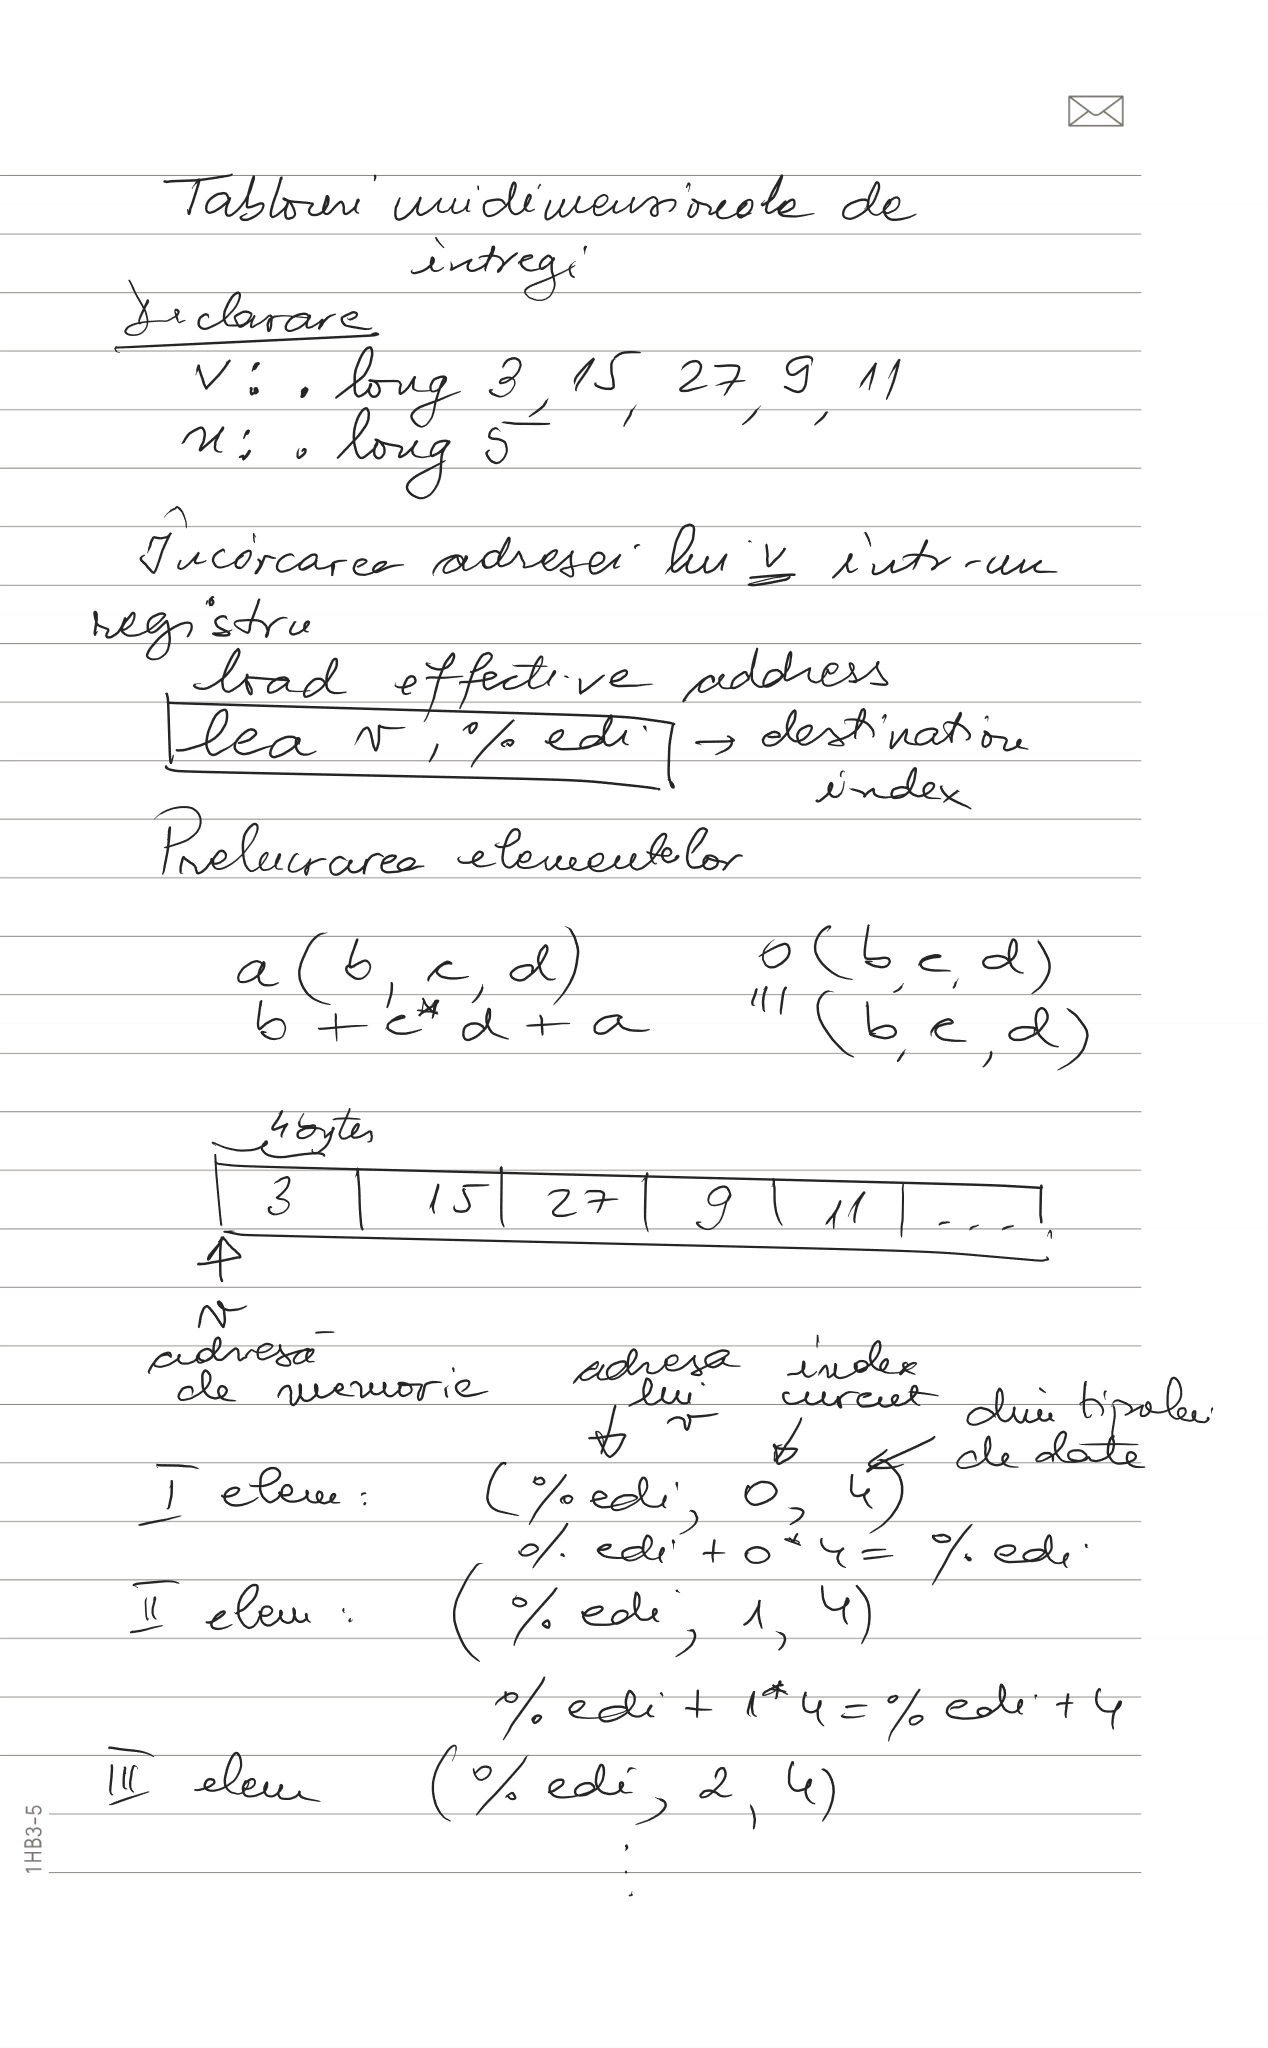 Tablouri unidimensionale de
intregi
Declarare
v: .long 3, 15, 27, 9, 11
n: .long 5
Încărcarea adresei lui v într-un
registru
load effective address
lea v, %edi → destination
index
Prelucrarea elementelor
a(b, c, d) 0(b, c, d)
b + c*d + a (b, c, d)
4 bytes
3 15 27 9 11 ...
v
adresă
de memorie
adresa index
lui v curent din tipolui
de date
I elem: (%edi, 0, 4)
%edi + 0*4 = %edi
II elem: (%edi, 1, 4)
%edi + 1*4 = %edi + 4
III elem (%edi, 2, 4)
1HB3-5